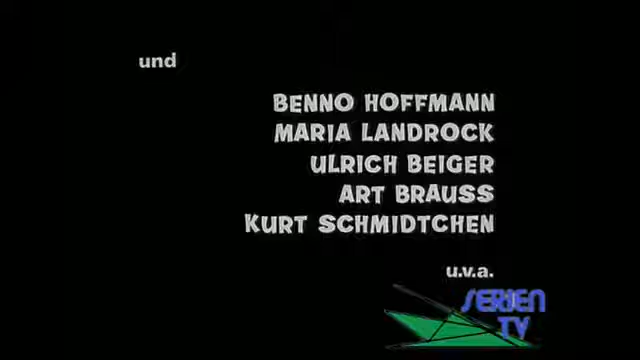 und
BENNO HOFFMANN
MARIA LANDROCK
ULRICH BEIGER
ART BRAUSS
KURT SCHMIDTCHEN
u.v.a.
SERIEN
TV